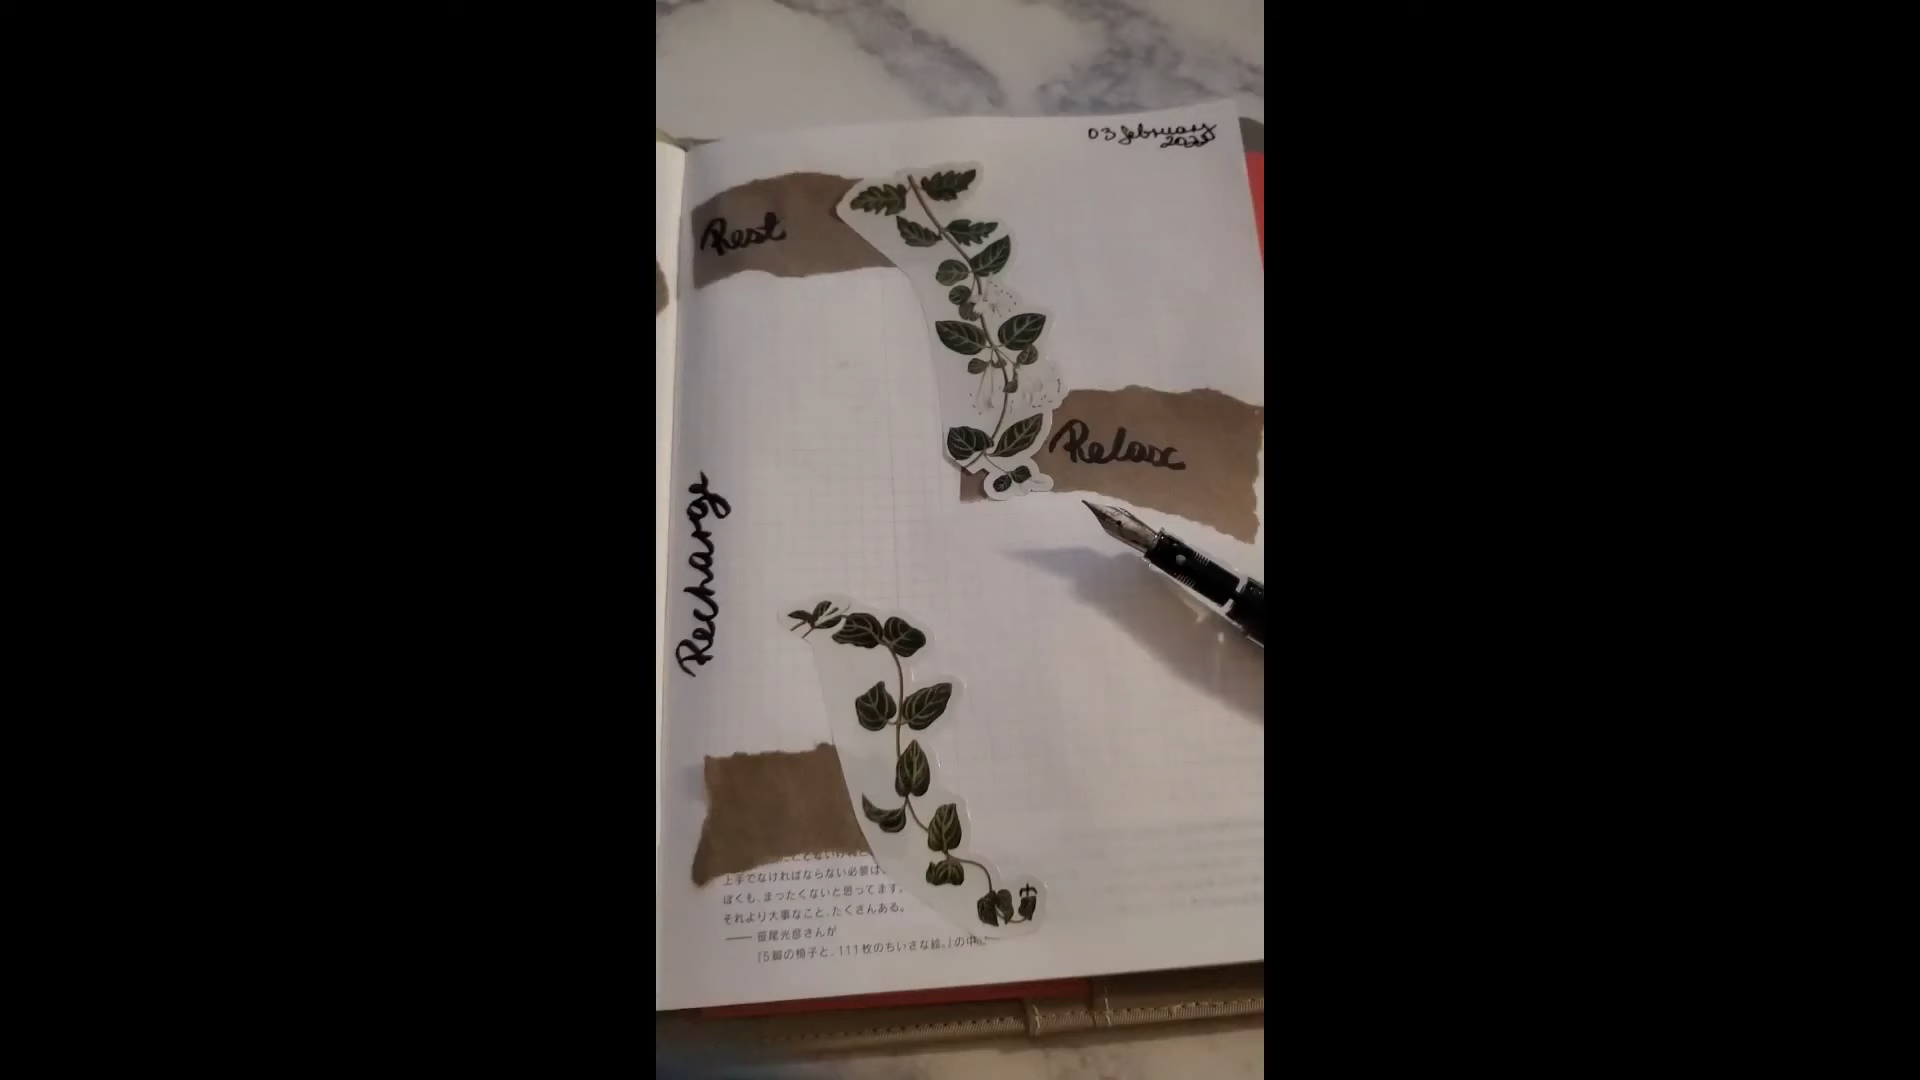 03 february
Rest
Relax
Recharge
上手でなければならない必要は、
ぼくも、まったくないと思ってます。
それより大事なこと、たくさんある。
—— 笹尾光彦さんが
『5脚の椅子と、111枚のちいさな絵。』の中